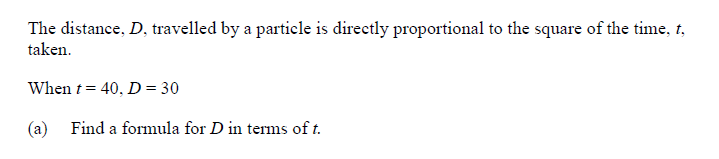 The distance, D, travelled by a particle is directly proportional to the square of the time, t,
taken.
When t = 40, D = 30
(a) Find a formula for D in terms of t.